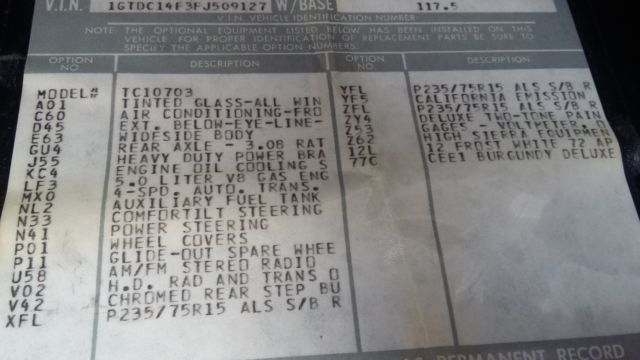 V.I.N. 1GTDC14F3FJ509127 W/BASE 117.5
V.I.N. VEHICLE IDENTIFICATION NUMBER
NOTE: THE OPTIONAL EQUIPMENT LISTED BELOW HAS BEEN INSTALLED ON THIS
VEHICLE. FOR PROPER IDENTIFICATION OF REPLACEMENT PARTS BE SURE TO
SPECIFY THE APPLICABLE OPTION NUMBERS.
OPTION NO DESCRIPTION
MODEL# TC10703
A01 TINTED GLASS-ALL WIN
C60 AIR CONDITIONING-FRO
D453 EXT. BELOW-EYE-LINE-
E63 WIDESIDE BODY
GU4 REAR AXLE - 3.08 RAT
J55 HEAVY DUTY POWER BRA
KC4 ENGINE OIL COOLING S
LF3 5.0 LITER V8 GAS ENG
MX0 4-SPD. AUTO. TRANS.
NL2 AUXILIARY FUEL TANK
N33 COMFORTILT STEERING
N41 POWER STEERING
P01 WHEEL COVERS
P11 GLIDE-OUT SPARE WHEE
U58 AM/FM STEREO RADIO
V02 H.D. RAD AND TRANS O
V42 CHROMED REAR STEP BU
XFL P235/75R15 ALS S/B R
OPTION NO DESCRIPTION
YFL P235/75R15 ALS S/B R
YF5 CALIFORNIA EMISSION
ZFL P235/75R15 ALS S/B R
ZY4 DELUXE TWO-TONE PAIN
Z53 GAGES - VOLTMETER, O
Z62 HIGH SIERRA EQUIPMEN
12L 12 FROST WHITE 72 AP
77C CEE1 BURGUNDY DELUXE
PERMANENT RECORD